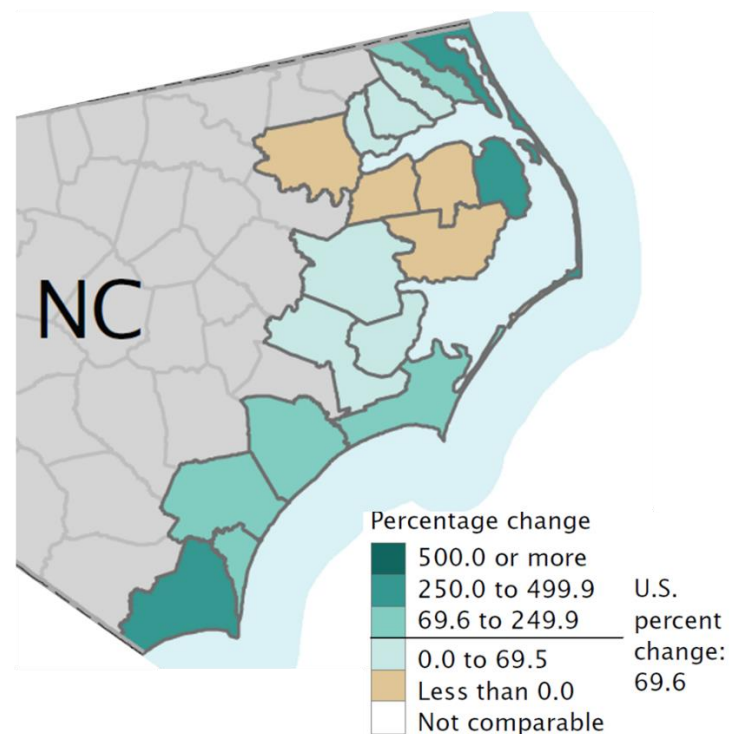 NC
Percentage change
500.0 or more
250.0 to 499.9
69.6 to 249.9
0.0 to 69.5
Less than 0.0
Not comparable
U.S.
percent
change:
69.6